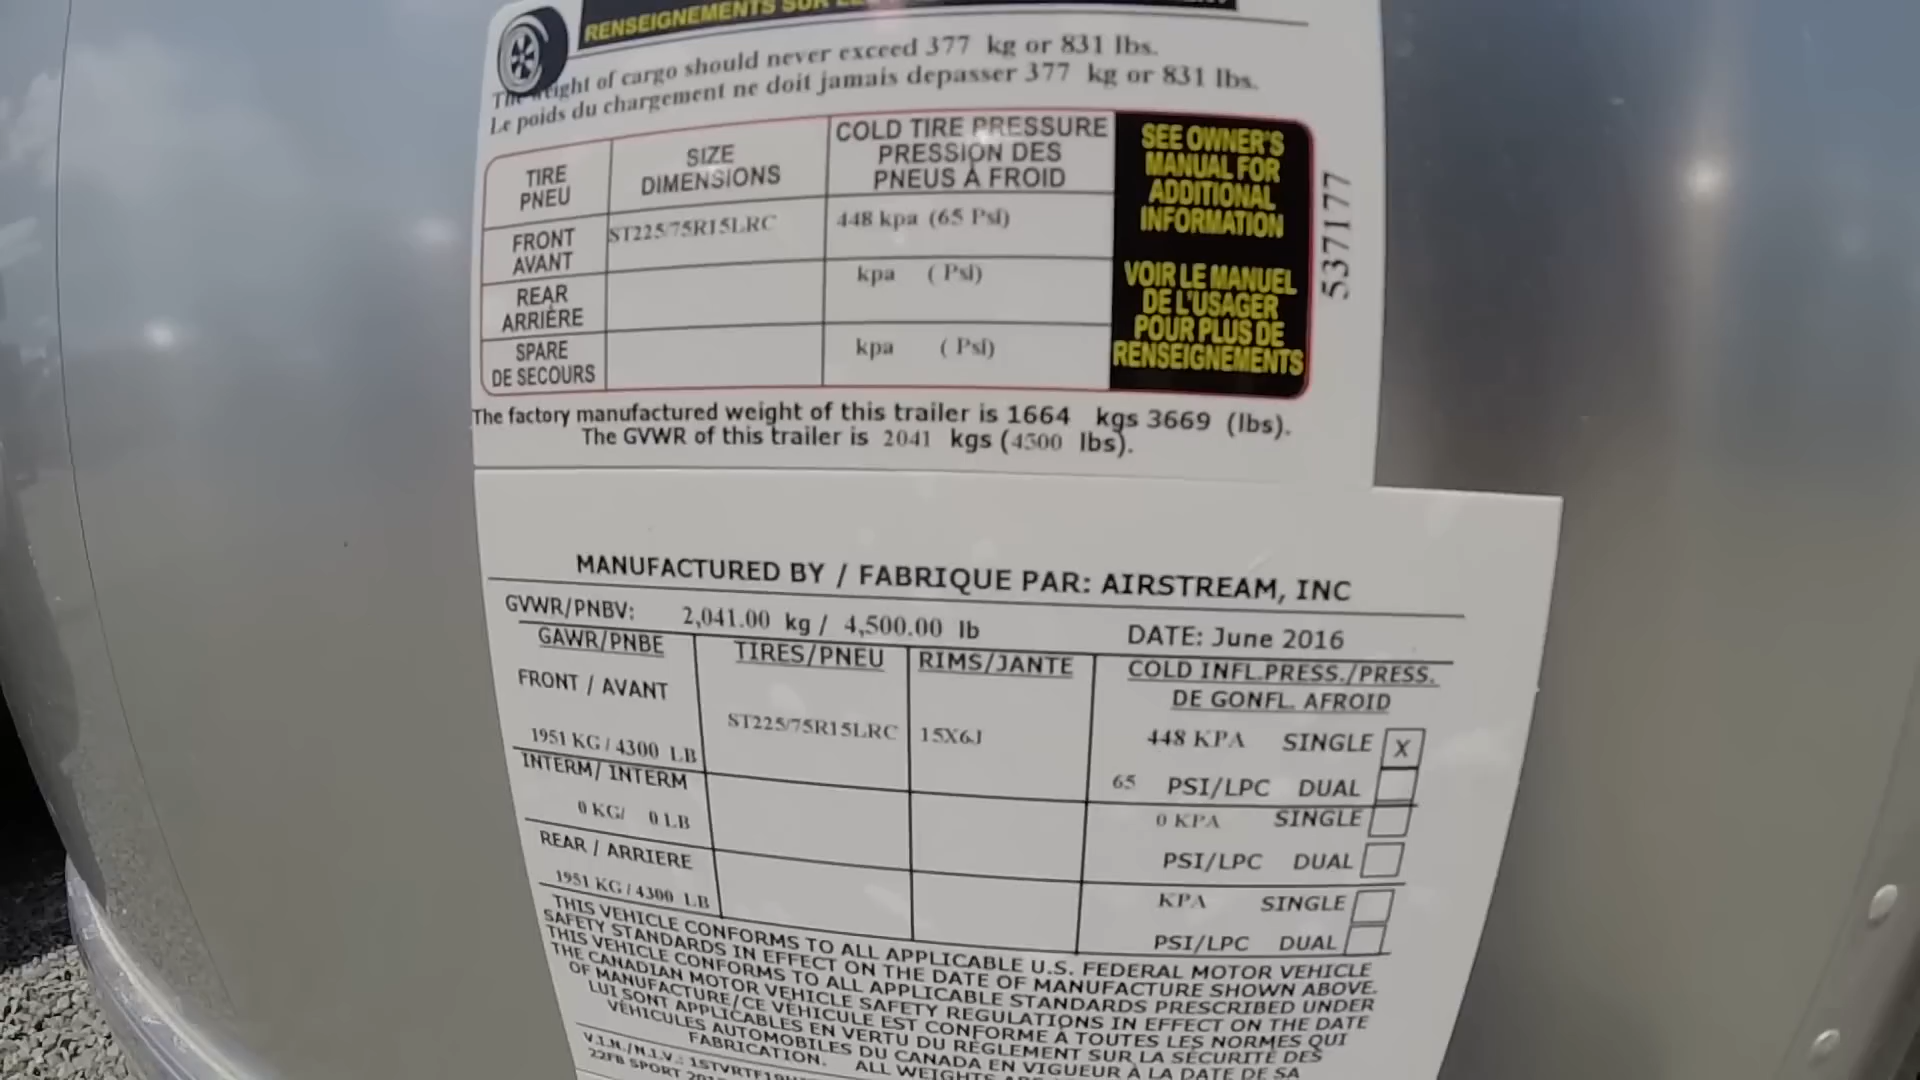 RENSEIGNEMENTS SUR
The weight of cargo should never exceed 377 kg or 831 lbs.
Le poids du chargement ne doit jamais depasser 377 kg or 831 lbs.
TIRE PNEU
SIZE DIMENSIONS
COLD TIRE PRESSURE
PRESSION DES
PNEUS À FROID
FRONT AVANT
ST225/75R15LRC
448 kpa (65 Psi)
REAR ARRIÈRE
kpa ( Psi)
SPARE DE SECOURS
kpa ( Psi)
SEE OWNER'S
MANUAL FOR
ADDITIONAL
INFORMATION
VOIR LE MANUEL
DE L'USAGER
POUR PLUS DE
RENSEIGNEMENTS
537177
The factory manufactured weight of this trailer is 1664 kgs 3669 (lbs).
The GVWR of this trailer is 2041 kgs (4500 lbs).
MANUFACTURED BY / FABRIQUE PAR: AIRSTREAM, INC
GVWR/PNBV: 2,041.00 kg / 4,500.00 lb DATE: June 2016
GAWR/PNBE TIRES/PNEU RIMS/JANTE COLD INFL.PRESS./PRESS.
DE GONFL. AFROID
FRONT / AVANT
1951 KG / 4300 LB ST225/75R15LRC 15X6J 448 KPA SINGLE X
65 PSI/LPC DUAL
INTERM/ INTERM
0 KG/ 0 LB 0 KPA SINGLE
PSI/LPC DUAL
REAR / ARRIERE
1951 KG / 4300 LB KPA SINGLE
PSI/LPC DUAL
THIS VEHICLE CONFORMS TO ALL APPLICABLE U.S. FEDERAL MOTOR VEHICLE
SAFETY STANDARDS IN EFFECT ON THE DATE OF MANUFACTURE SHOWN ABOVE.
THIS VEHICLE CONFORMS TO ALL APPLICABLE STANDARDS PRESCRIBED UNDER
THE CANADIAN MOTOR VEHICLE SAFETY REGULATIONS IN EFFECT ON THE DATE
OF MANUFACTURE/CE VÉHICULE EST CONFORME À TOUTES LES NORMES QUI
LUI SONT APPLICABLES EN VERTU DU RÈGLEMENT SUR LA SÉCURITÉ DES
VÉHICULES AUTOMOBILES DU CANADA EN VIGUEUR À LA DATE DE SA
FABRICATION. ALL WEIGHTS
V.I.N./N.I.V.:
22FB SPORT